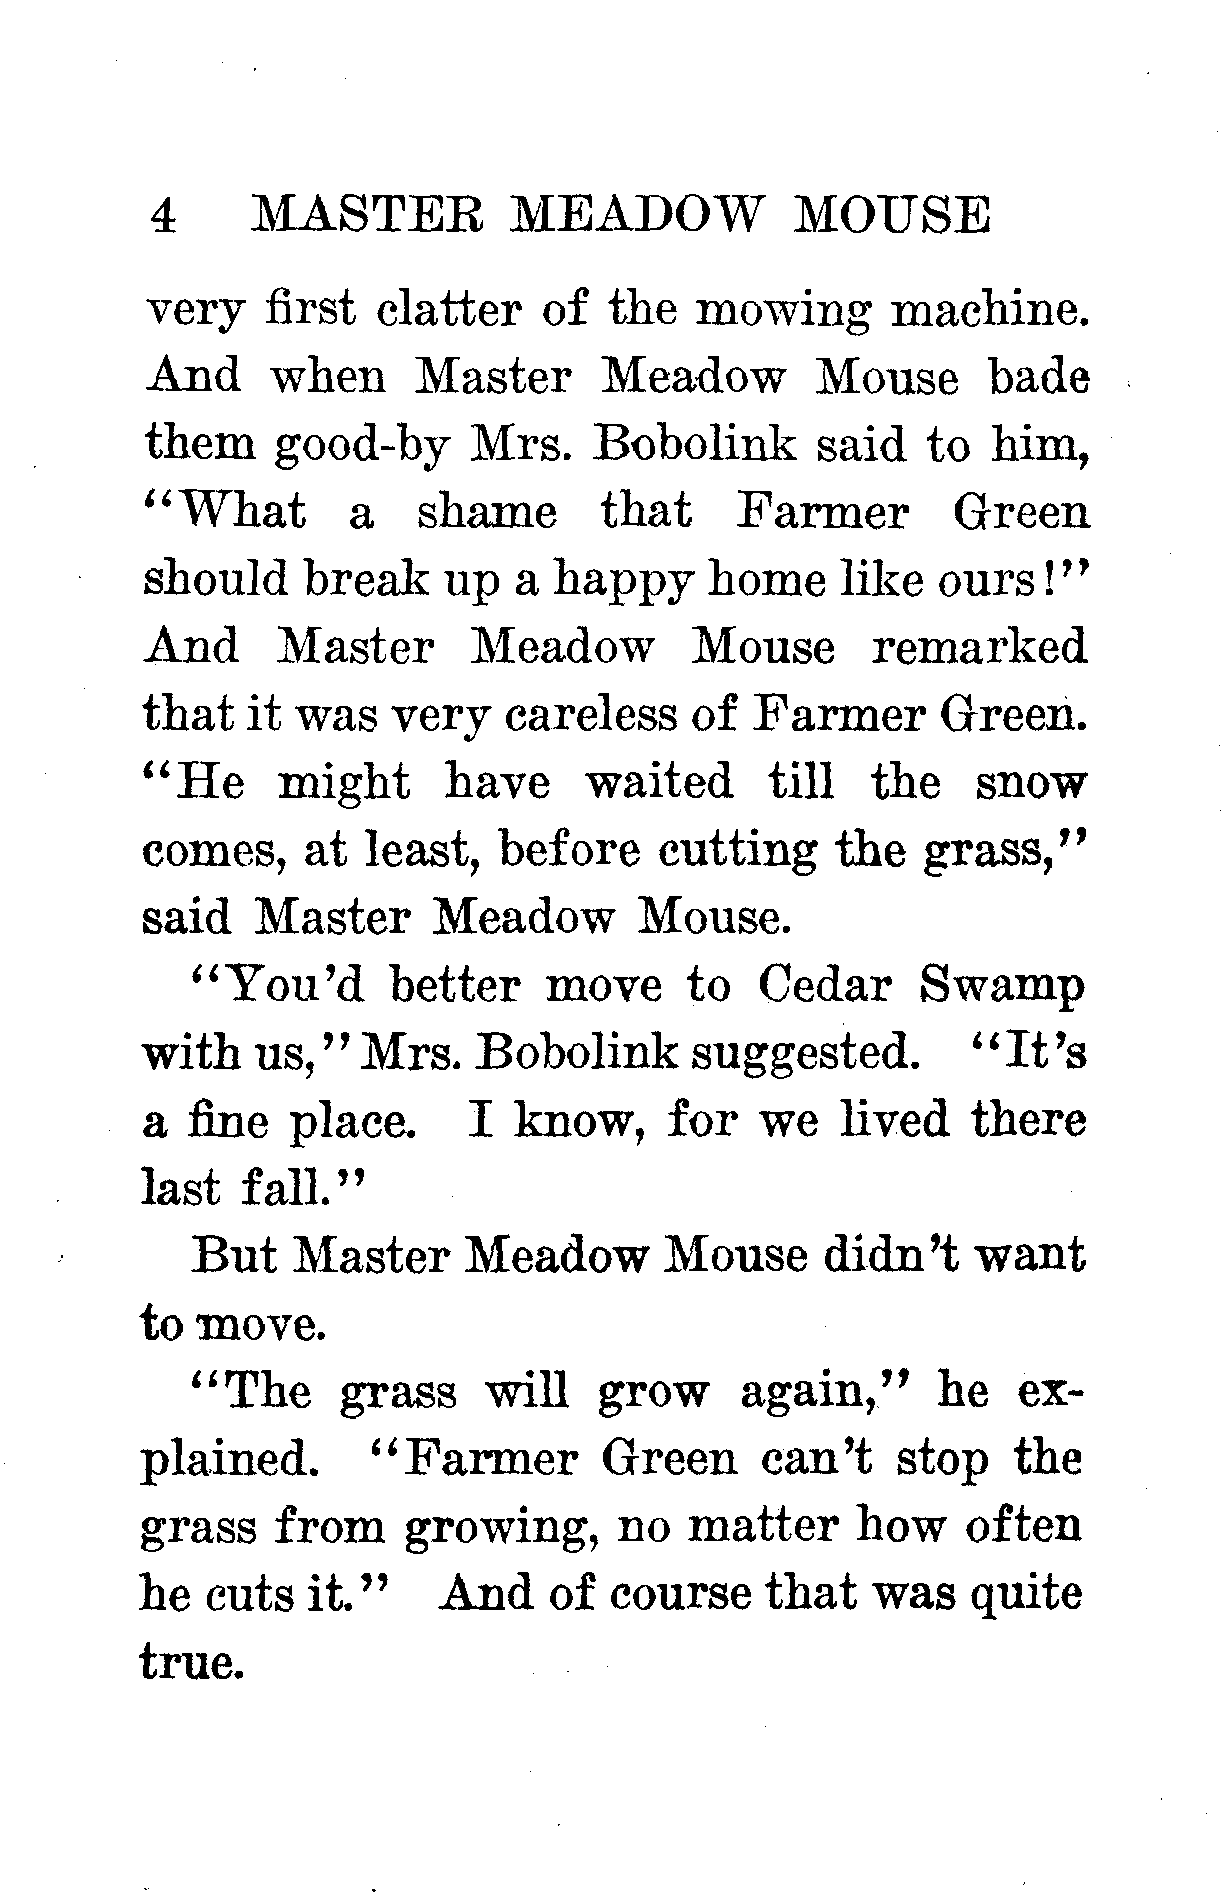 4 MASTER MEADOW MOUSE
very first clatter of the mowing machine.
And when Master Meadow Mouse bade
them good-by Mrs. Bobolink said to him,
“What a shame that Farmer Green
should break up a happy home like ours!”
And Master Meadow Mouse remarked
that it was very careless of Farmer Green.
“He might have waited till the snow
comes, at least, before cutting the grass,”
said Master Meadow Mouse.
“You’d better move to Cedar Swamp
with us,” Mrs. Bobolink suggested. “It’s
a fine place. I know, for we lived there
last fall.”
But Master Meadow Mouse didn’t want
to move.
“The grass will grow again,” he ex-
plained. “Farmer Green can’t stop the
grass from growing, no matter how often
he cuts it.” And of course that was quite
true.